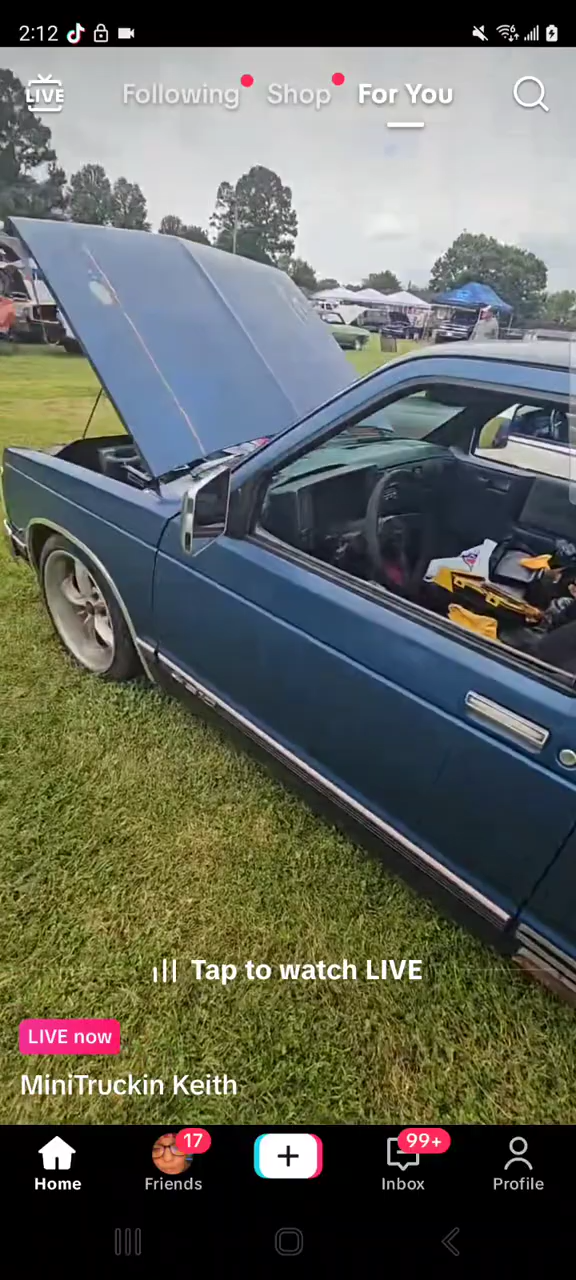 2:12
LIVE
Following
Shop
For You
Tap to watch LIVE
LIVE now
MiniTruckin Keith
17
99+
Home
Friends
Inbox
Profile